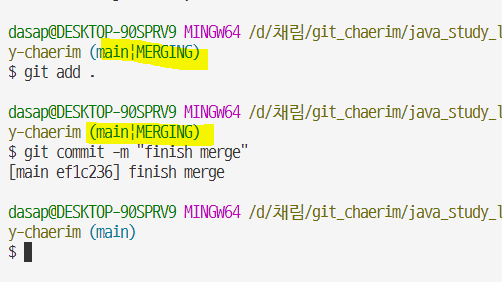 dasap@DESKTOP-90SPRV9 MINGW64 /d/채림/git_chaerim/java_study_l
y-chaerim (main|MERGING)
$ git add .
dasap@DESKTOP-90SPRV9 MINGW64 /d/채림/git_chaerim/java_study_l
y-chaerim (main|MERGING)
$ git commit -m "finish merge"
[main ef1c236] finish merge
dasap@DESKTOP-90SPRV9 MINGW64 /d/채림/git_chaerim/java_study_l
y-chaerim (main)
$